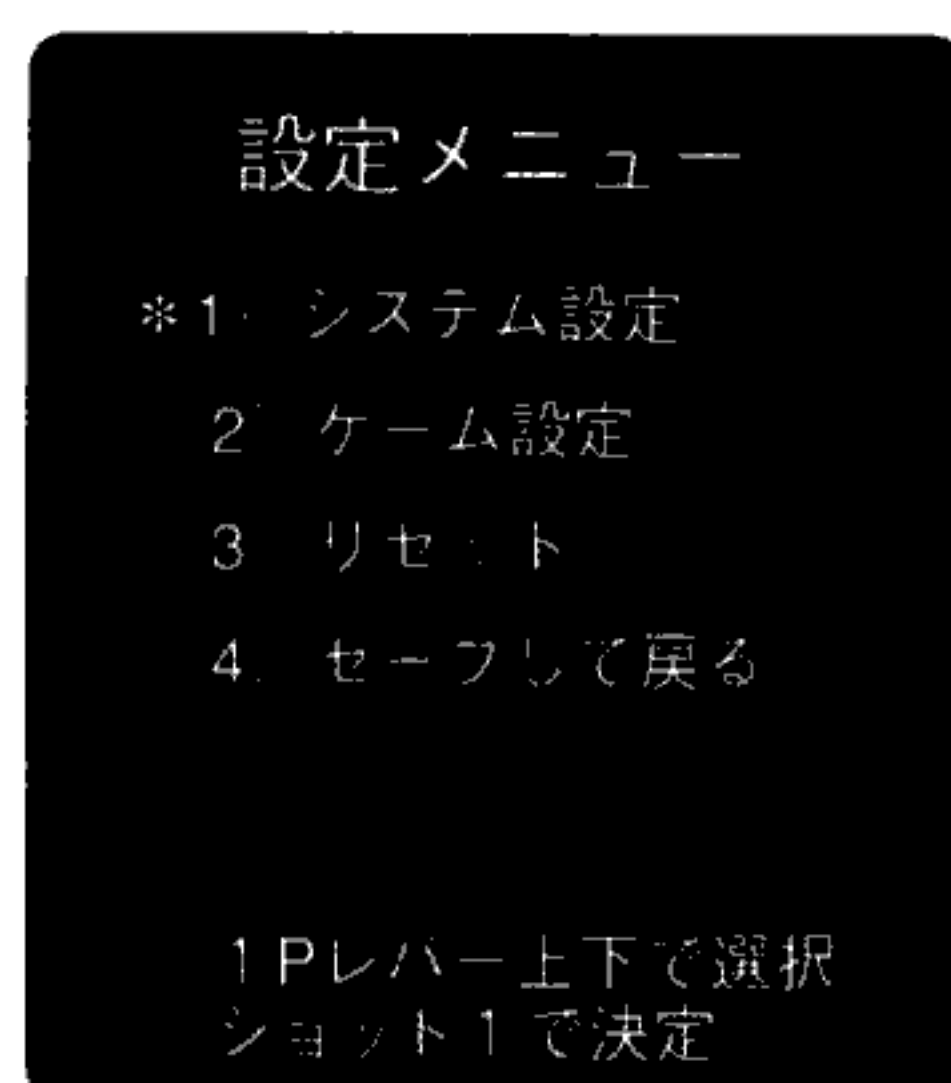 設定メニュー
*1. システム設定
2. ゲーム設定
3. リセット
4. セーブして戻る
1Pレバー上下で選択
ショット1で決定